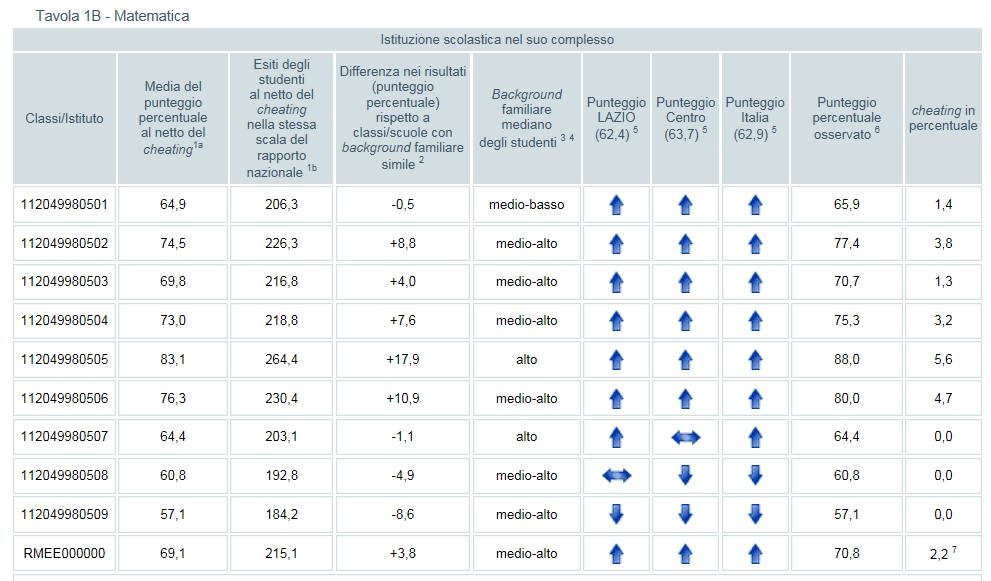 Tavola 1B - Matematica
Istituzione scolastica nel suo complesso
Classi/Istituto
Media del
punteggio
percentuale
al netto del
cheating1a
Esiti degli
studenti
al netto del
cheating
nella stessa
scala del
rapporto
nazionale 1b
Differenza nei risultati
(punteggio
percentuale)
rispetto a
classi/scuole con
background familiare
simile 2
Background
familiare
mediano
degli studenti 3 4
Punteggio
LAZIO
(62,4) 5
Punteggio
Centro
(63,7) 5
Punteggio
Italia
(62,9) 5
Punteggio
percentuale
osservato 6
cheating in
percentuale
112049980501 64,9 206,3 -0,5 medio-basso 65,9 1,4
112049980502 74,5 226,3 +8,8 medio-alto 77,4 3,8
112049980503 69,8 216,8 +4,0 medio-alto 70,7 1,3
112049980504 73,0 218,8 +7,6 medio-alto 75,3 3,2
112049980505 83,1 264,4 +17,9 alto 88,0 5,6
112049980506 76,3 230,4 +10,9 medio-alto 80,0 4,7
112049980507 64,4 203,1 -1,1 alto 64,4 0,0
112049980508 60,8 192,8 -4,9 medio-alto 60,8 0,0
112049980509 57,1 184,2 -8,6 medio-alto 57,1 0,0
RMEE000000 69,1 215,1 +3,8 medio-alto 70,8 2,2 7